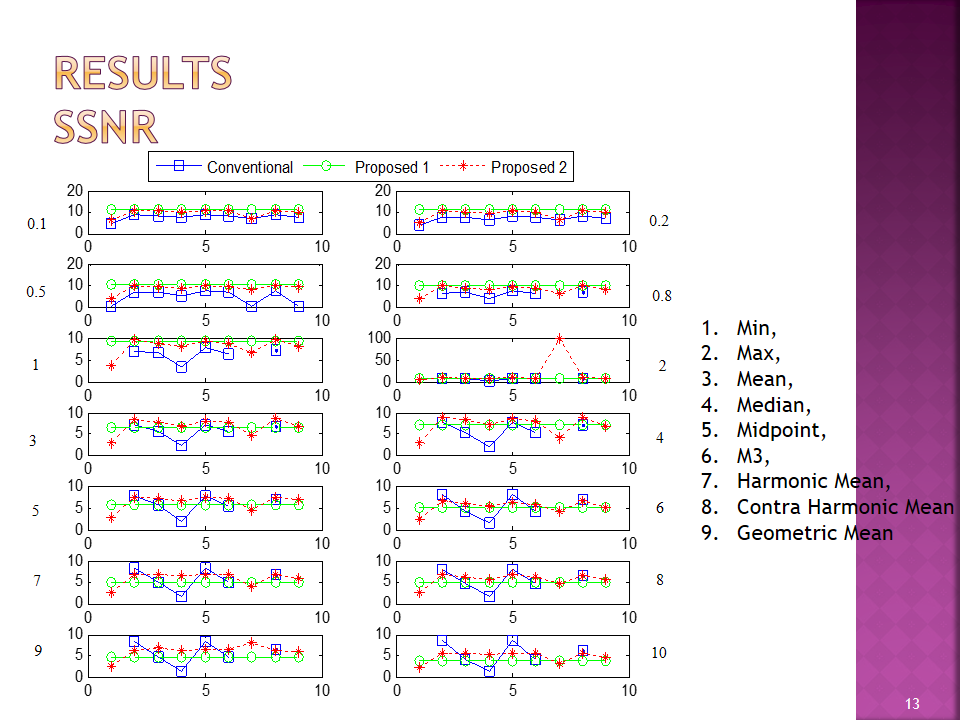 RESULTS
SSNR
Conventional Proposed 1 Proposed 2
0.1
20
10
0
0 5 10
20
10
0
0 5 10
0.2
0.5
20
10
0
0 5 10
20
10
0
0 5 10
0.8
1
10
5
0
0 5 10
100
50
0
0 5 10
2
3
10
5
0
0 5 10
10
5
0
0 5 10
4
5
10
5
0
0 5 10
10
5
0
0 5 10
6
7
10
5
0
0 5 10
10
5
0
0 5 10
8
9
10
5
0
0 5 10
10
5
0
0 5 10
10
1. Min,
2. Max,
3. Mean,
4. Median,
5. Midpoint,
6. M3,
7. Harmonic Mean,
8. Contra Harmonic Mean
9. Geometric Mean
13